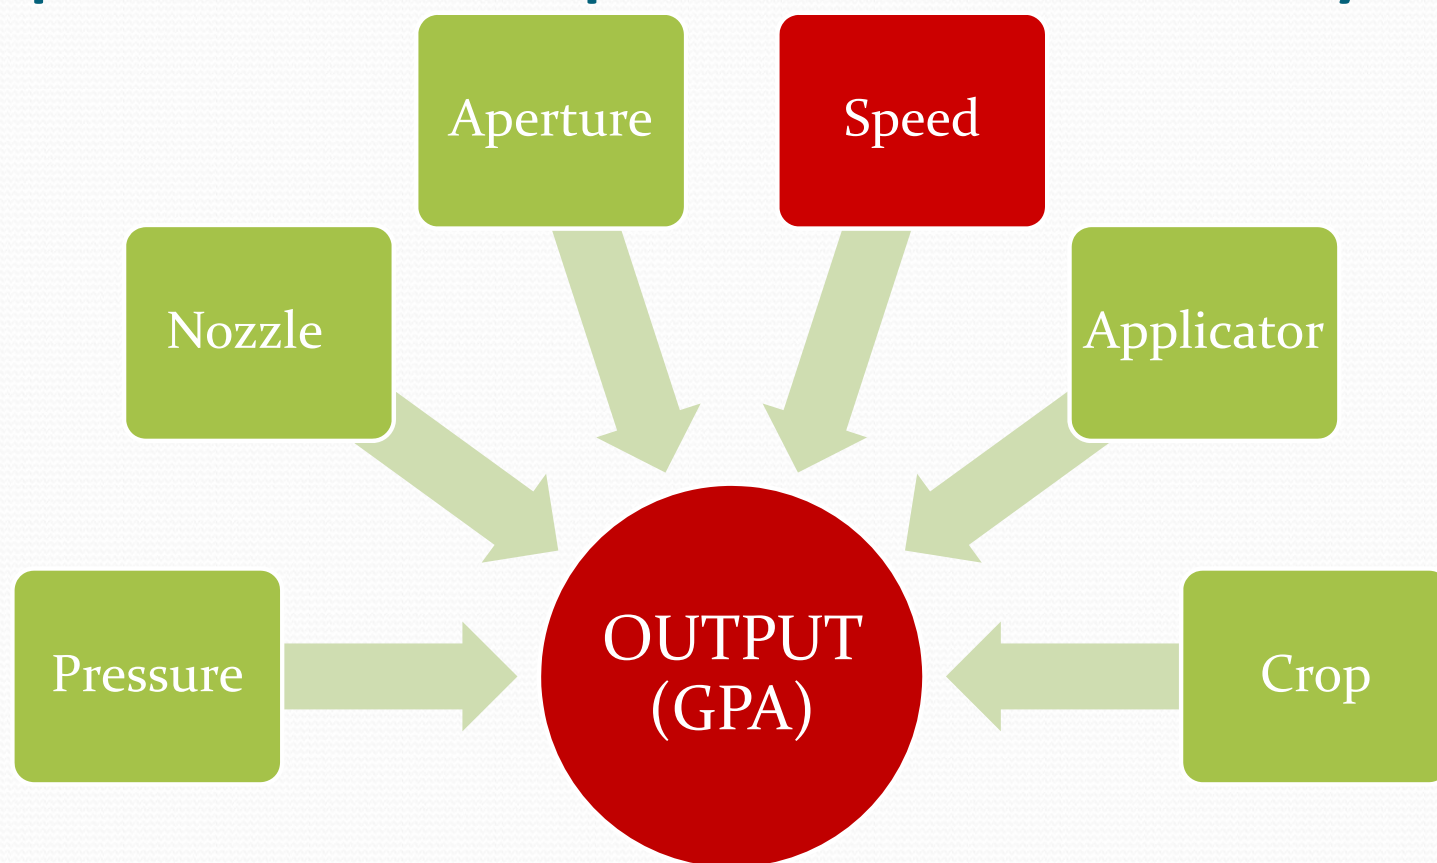 Aperture
Speed
Nozzle
Applicator
Pressure
OUTPUT
(GPA)
Crop